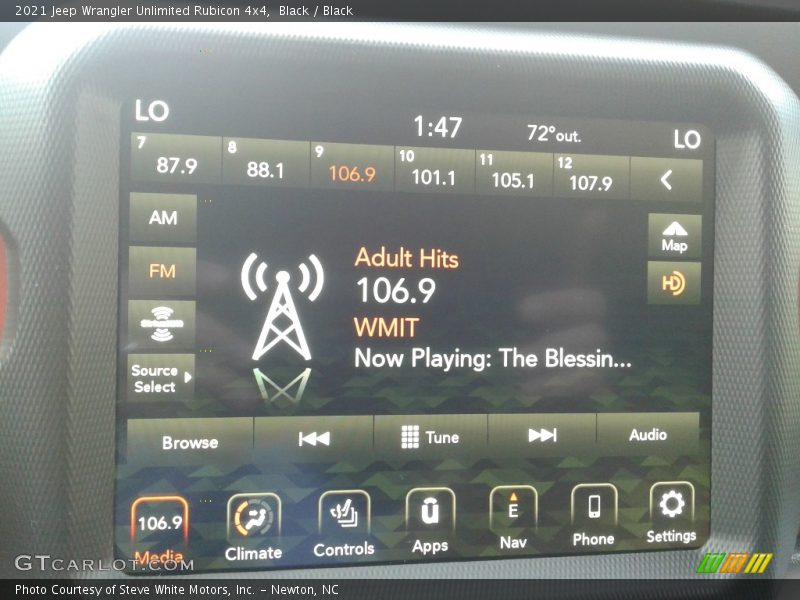 2021 Jeep Wrangler Unlimited Rubicon 4x4, Black / Black
LO
1:47
72°out.
LO
7
87.9
8
88.1
9
106.9
10
101.1
11
105.1
12
107.9
AM
FM
SiriusXM
Source
Select
Map
HD
Adult Hits
106.9
WMIT
Now Playing: The Blessin...
Browse
Tune
Audio
106.9
Media
Climate
Controls
Apps
E
Nav
Phone
Settings
GTCARLOT.COM
Photo Courtesy of Steve White Motors, Inc. – Newton, NC